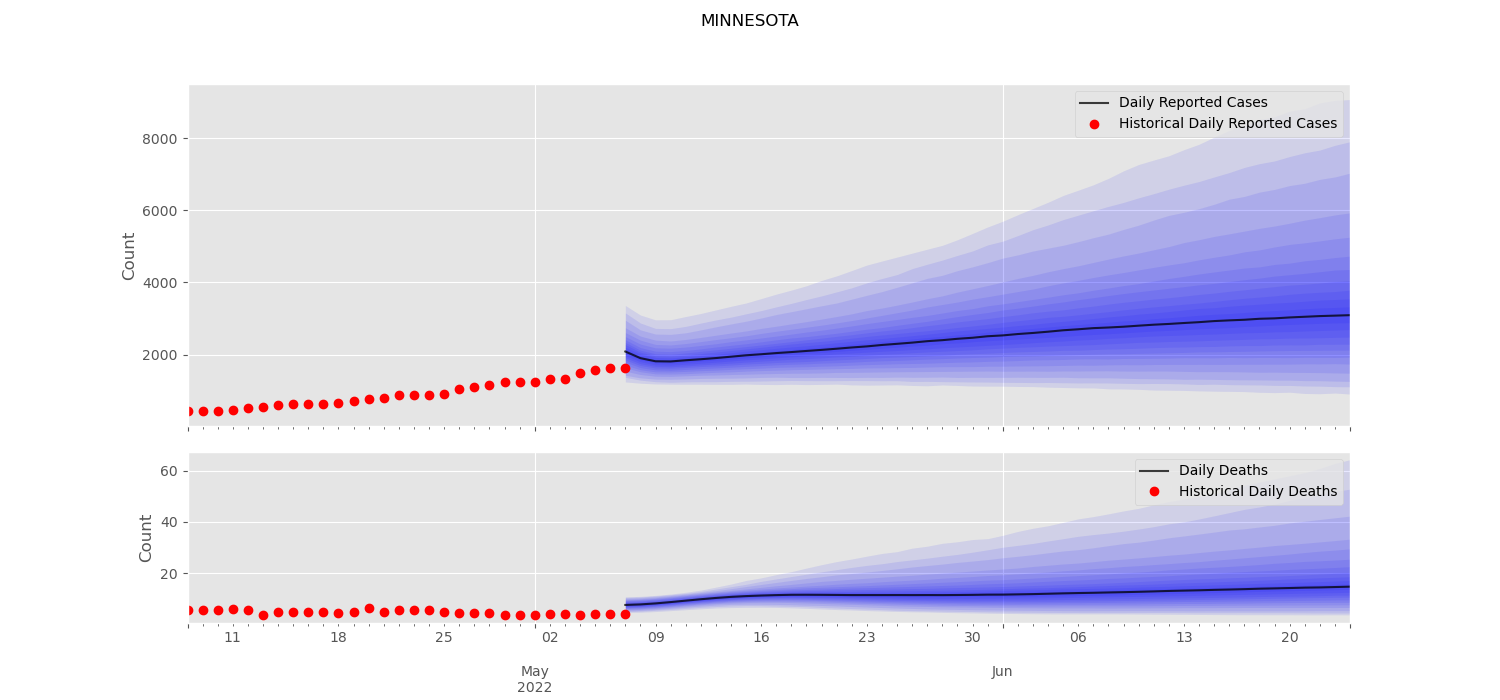 MINNESOTA
Daily Reported Cases
Historical Daily Reported Cases
8000
6000
4000
2000
Count
Daily Deaths
Historical Daily Deaths
60
40
20
Count
11 18 25 02 09 16 23 30 06 13 20
May Jun
2022